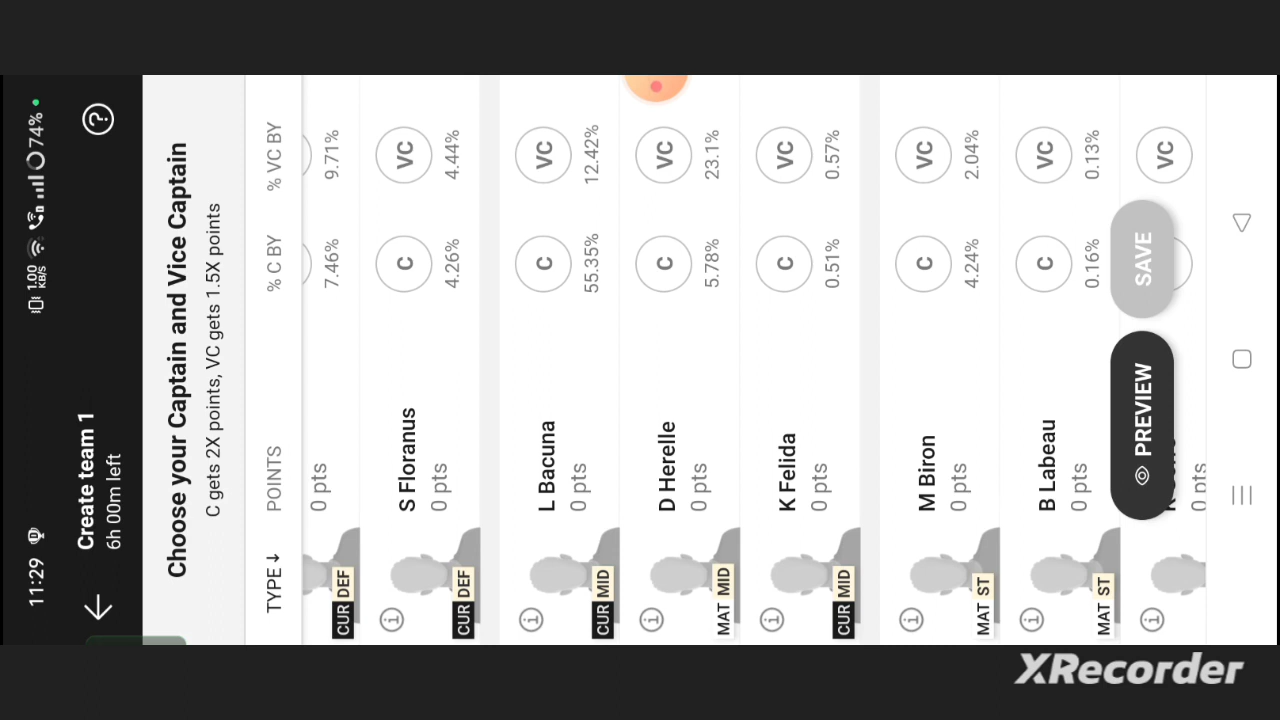 11:29
1.00 KB/S
74%
Create team 1
6h 00m left
?
Choose your Captain and Vice Captain
C gets 2X points, VC gets 1.5X points
TYPE ↓ POINTS % C BY % VC BY
CUR DEF 0 pts 7.46% 9.71%
S Floranus C VC
CUR DEF 0 pts 4.26% 4.44%
L Bacuna C VC
CUR MID 0 pts 55.35% 12.42%
D Herelle C VC
MAT MID 0 pts 5.78% 23.1%
K Felida C VC
CUR MID 0 pts 0.51% 0.57%
M Biron C VC
MAT ST 0 pts 4.24% 2.04%
B Labeau C VC
MAT ST 0 pts 0.16% 0.13%
PREVIEW SAVE VC
0 pts
XRecorder